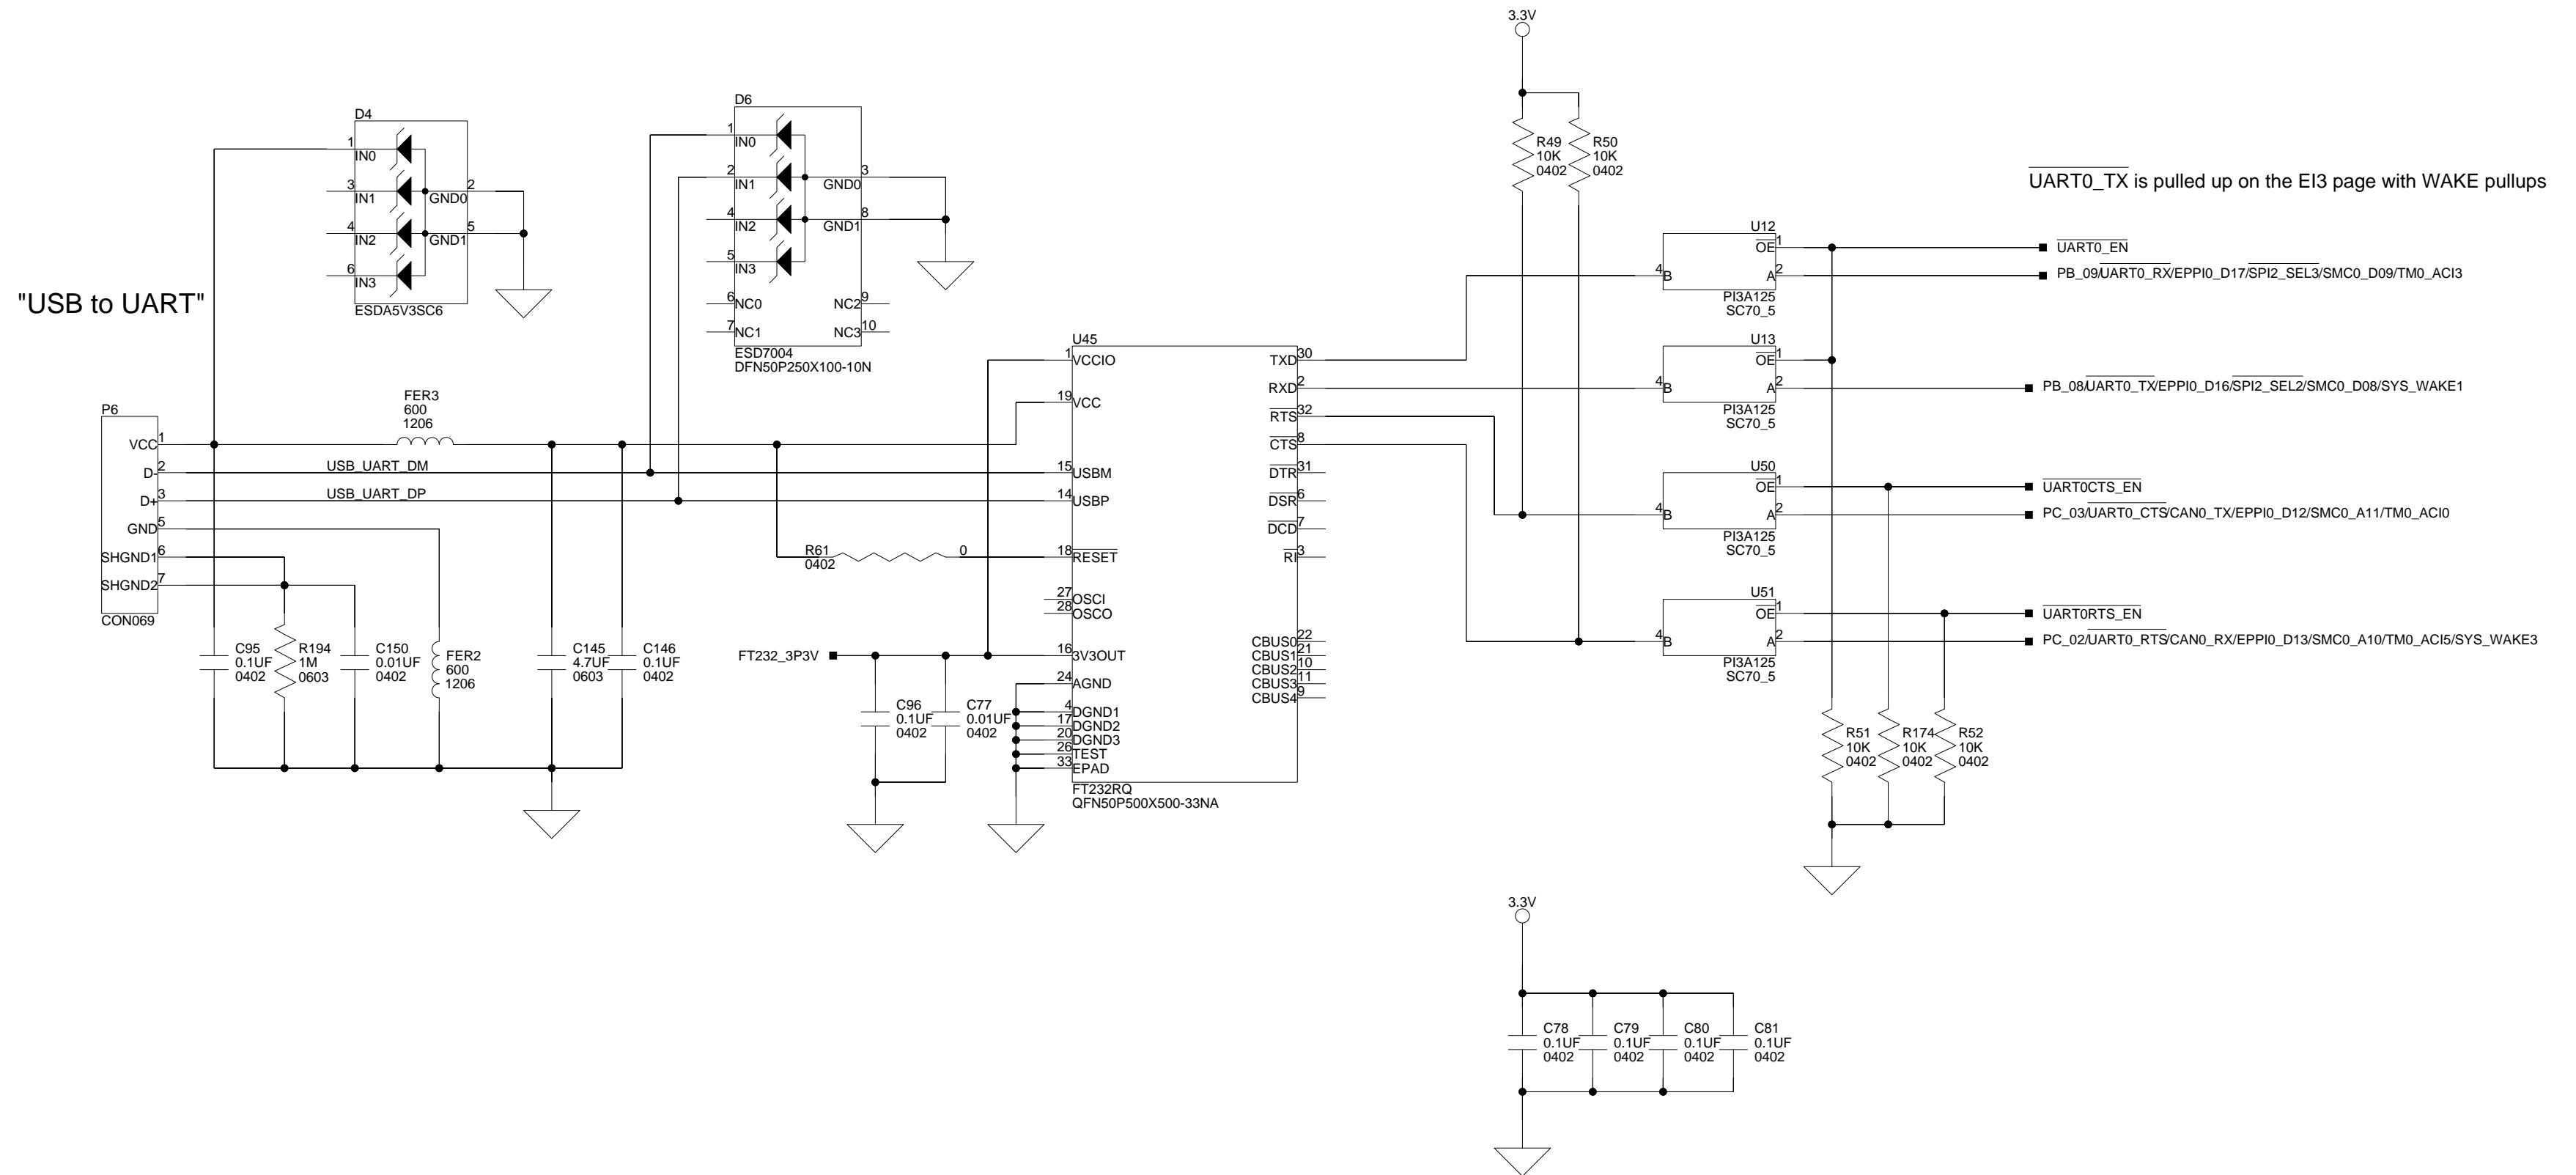 "USB to UART"
UART0_TX is pulled up on the EI3 page with WAKE pullups
D4
1
IN0
3
IN1
4
IN2
6
IN3
2
GND0
5
GND1
ESDA5V3SC6
D6
1
IN0
2
IN1
4
IN2
5
IN3
6
NC0
7
NC1
3
GND0
8
GND1
9
NC2
10
NC3
ESD7004
DFN50P250X100-10N
P6
VCC
1
D-
2
D+
3
GND
5
SHGND1
6
SHGND2
7
CON069
FER3
600
1206
USB_UART_DM
USB_UART_DP
C95
0.1UF
0402
R194
1M
0603
C150
0.01UF
0402
FER2
600
1206
C145
4.7UF
0603
C146
0.1UF
0402
R61
0402
0
FT232_3P3V
C96
0.1UF
0402
C77
0.01UF
0402
U45
1
VCCIO
19
VCC
15
USBM
14
USBP
18
RESET
27
OSCI
28
OSCO
16
3V3OUT
24
AGND
4
DGND1
17
DGND2
20
DGND3
26
TEST
33
EPAD
TXD
30
RXD
2
RTS
32
CTS
8
DTR
31
DSR
6
DCD
7
RI
3
CBUS0
22
CBUS1
21
CBUS2
10
CBUS3
11
CBUS4
9
FT232RQ
QFN50P500X500-33NA
3.3V
R49
10K
0402
R50
10K
0402
U12
4
B
OE
1
A
2
PI3A125
SC70_5
UART0_EN
PB_09/UART0_RX/EPPI0_D17/SPI2_SEL3/SMC0_D09/TM0_ACI3
U13
4
B
OE
1
A
2
PI3A125
SC70_5
PB_08/UART0_TX/EPPI0_D16/SPI2_SEL2/SMC0_D08/SYS_WAKE1
U50
4
B
OE
1
A
2
PI3A125
SC70_5
UART0CTS_EN
PC_03/UART0_CTS/CAN0_TX/EPPI0_D12/SMC0_A11/TM0_ACI0
U51
4
B
OE
1
A
2
PI3A125
SC70_5
UART0RTS_EN
PC_02/UART0_RTS/CAN0_RX/EPPI0_D13/SMC0_A10/TM0_ACI5/SYS_WAKE3
R51
10K
0402
R174
10K
0402
R52
10K
0402
3.3V
C78
0.1UF
0402
C79
0.1UF
0402
C80
0.1UF
0402
C81
0.1UF
0402